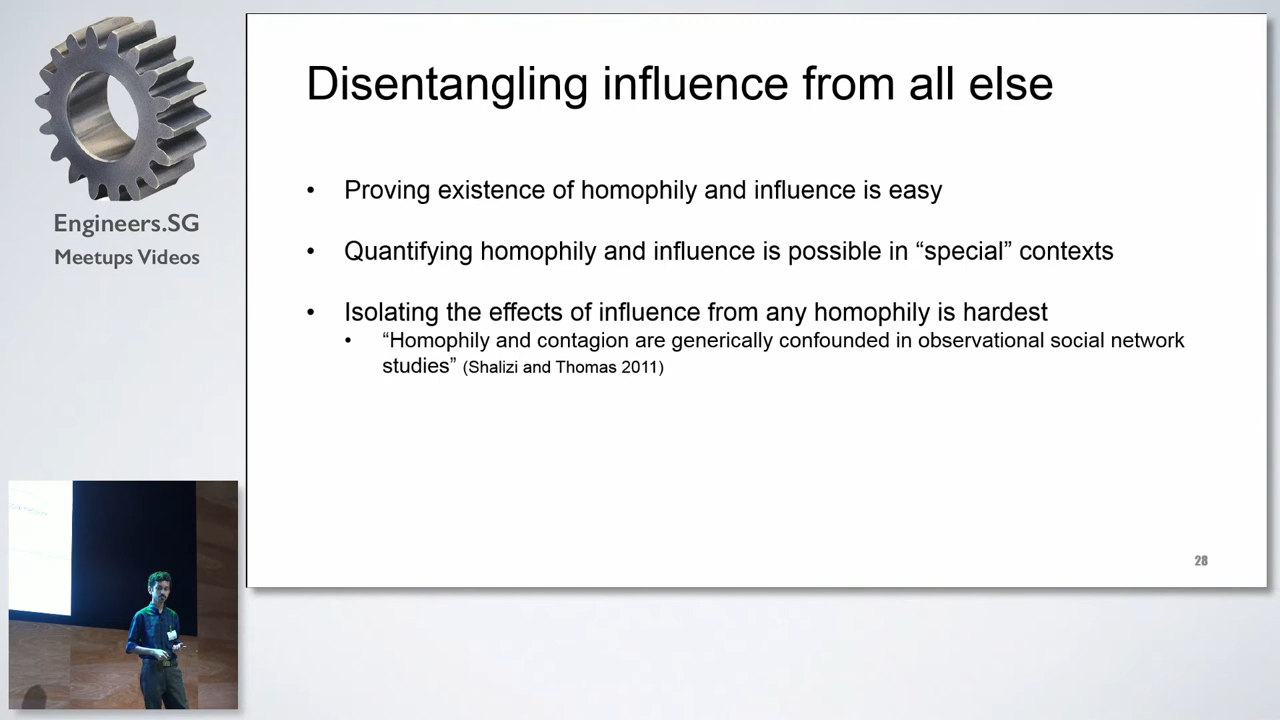 Engineers.SG
Meetups Videos
Disentangling influence from all else
• Proving existence of homophily and influence is easy
• Quantifying homophily and influence is possible in “special” contexts
• Isolating the effects of influence from any homophily is hardest
• “Homophily and contagion are generically confounded in observational social network
studies” (Shalizi and Thomas 2011)
28